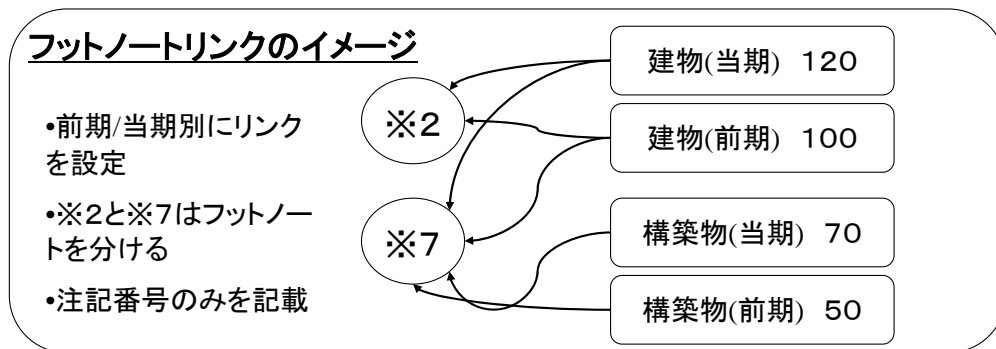 フットノートリンクのイメージ
•前期/当期別にリンク
を設定
•※2と※7はフットノー
トを分ける
•注記番号のみを記載
※2
※7
建物(当期) 120
建物(前期) 100
構築物(当期) 70
構築物(前期) 50